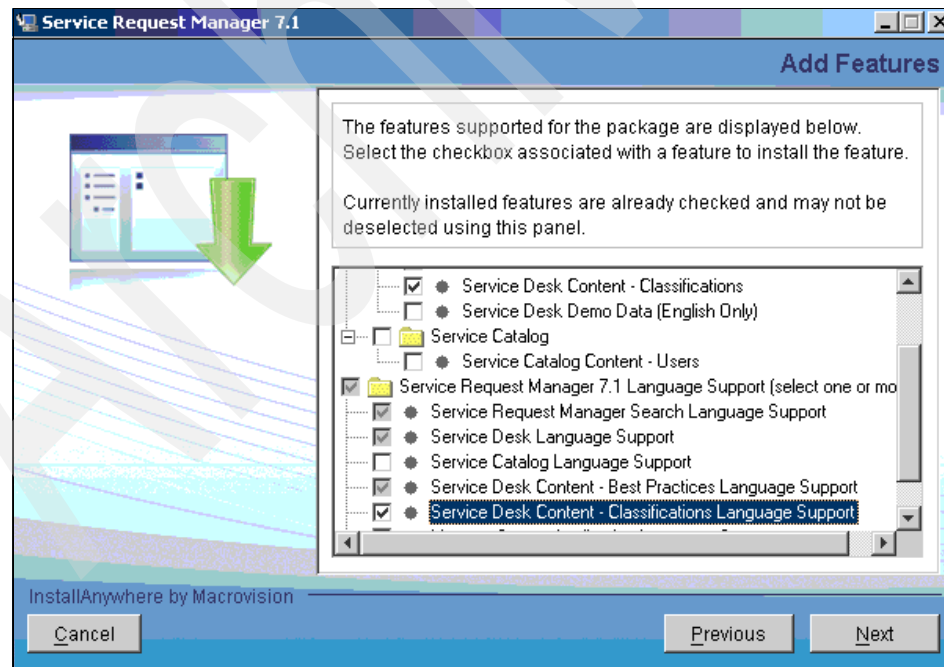 Service Request Manager 7.1
Add Features
The features supported for the package are displayed below.
Select the checkbox associated with a feature to install the feature.
Currently installed features are already checked and may not be
deselected using this panel.
Service Desk Content - Classifications
Service Desk Demo Data (English Only)
Service Catalog
Service Catalog Content - Users
Service Request Manager 7.1 Language Support (select one or mo
Service Request Manager Search Language Support
Service Desk Language Support
Service Catalog Language Support
Service Desk Content - Best Practices Language Support
Service Desk Content - Classifications Language Support
InstallAnywhere by Macrovision
Cancel
Previous
Next